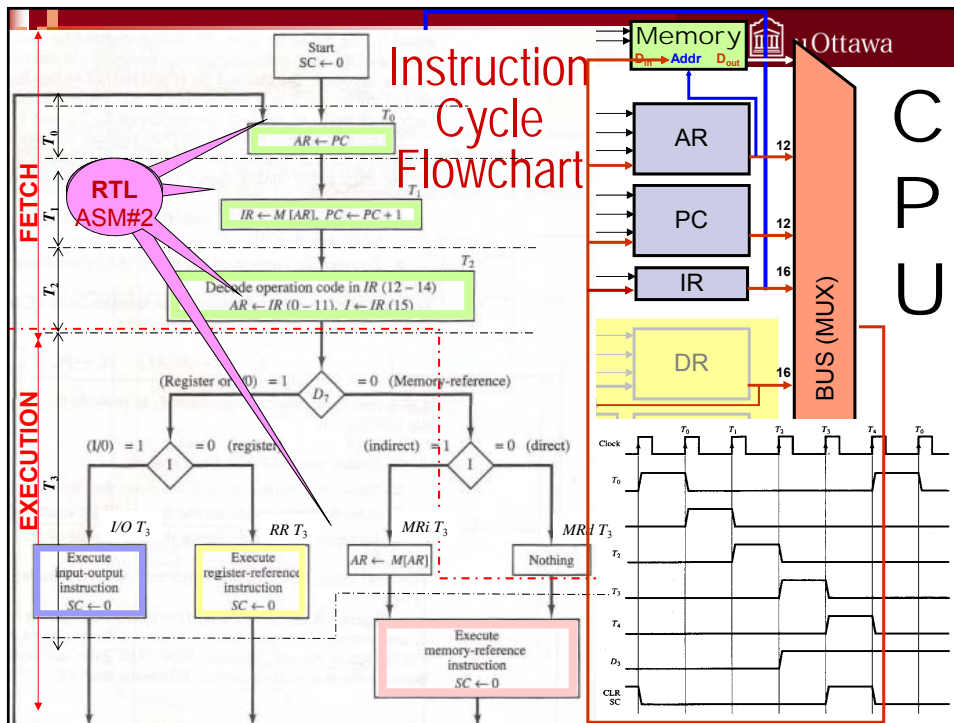 Instruction
Cycle
Flowchart
uOttawa
C
P
U
FETCH
EXECUTION
T0
T1
T2
T3
RTL
ASM#2
Start
SC ← 0
T0
AR ← PC
T1
IR ← M [AR], PC ← PC + 1
T2
Decode operation code in IR (12 – 14)
AR ← IR (0 – 11), I ← IR (15)
(Register or I/0) = 1
= 0 (Memory-reference)
D7
(I/0) = 1
= 0 (register)
I
(indirect) = 1
= 0 (direct)
I
I/O T3
RR T3
MRi T3
MRd T3
Execute
input-output
instruction
SC ← 0
Execute
register-reference
instruction
SC ← 0
AR ← M[AR]
Nothing
Execute
memory-reference
instruction
SC ← 0
Memory
Din Addr Dout
AR
12
PC
12
IR
16
DR
16
BUS (MUX)
T0 T1 T2 T3 T4 T0
Clock
T0
T2
T3
T4
D3
CLR
SC